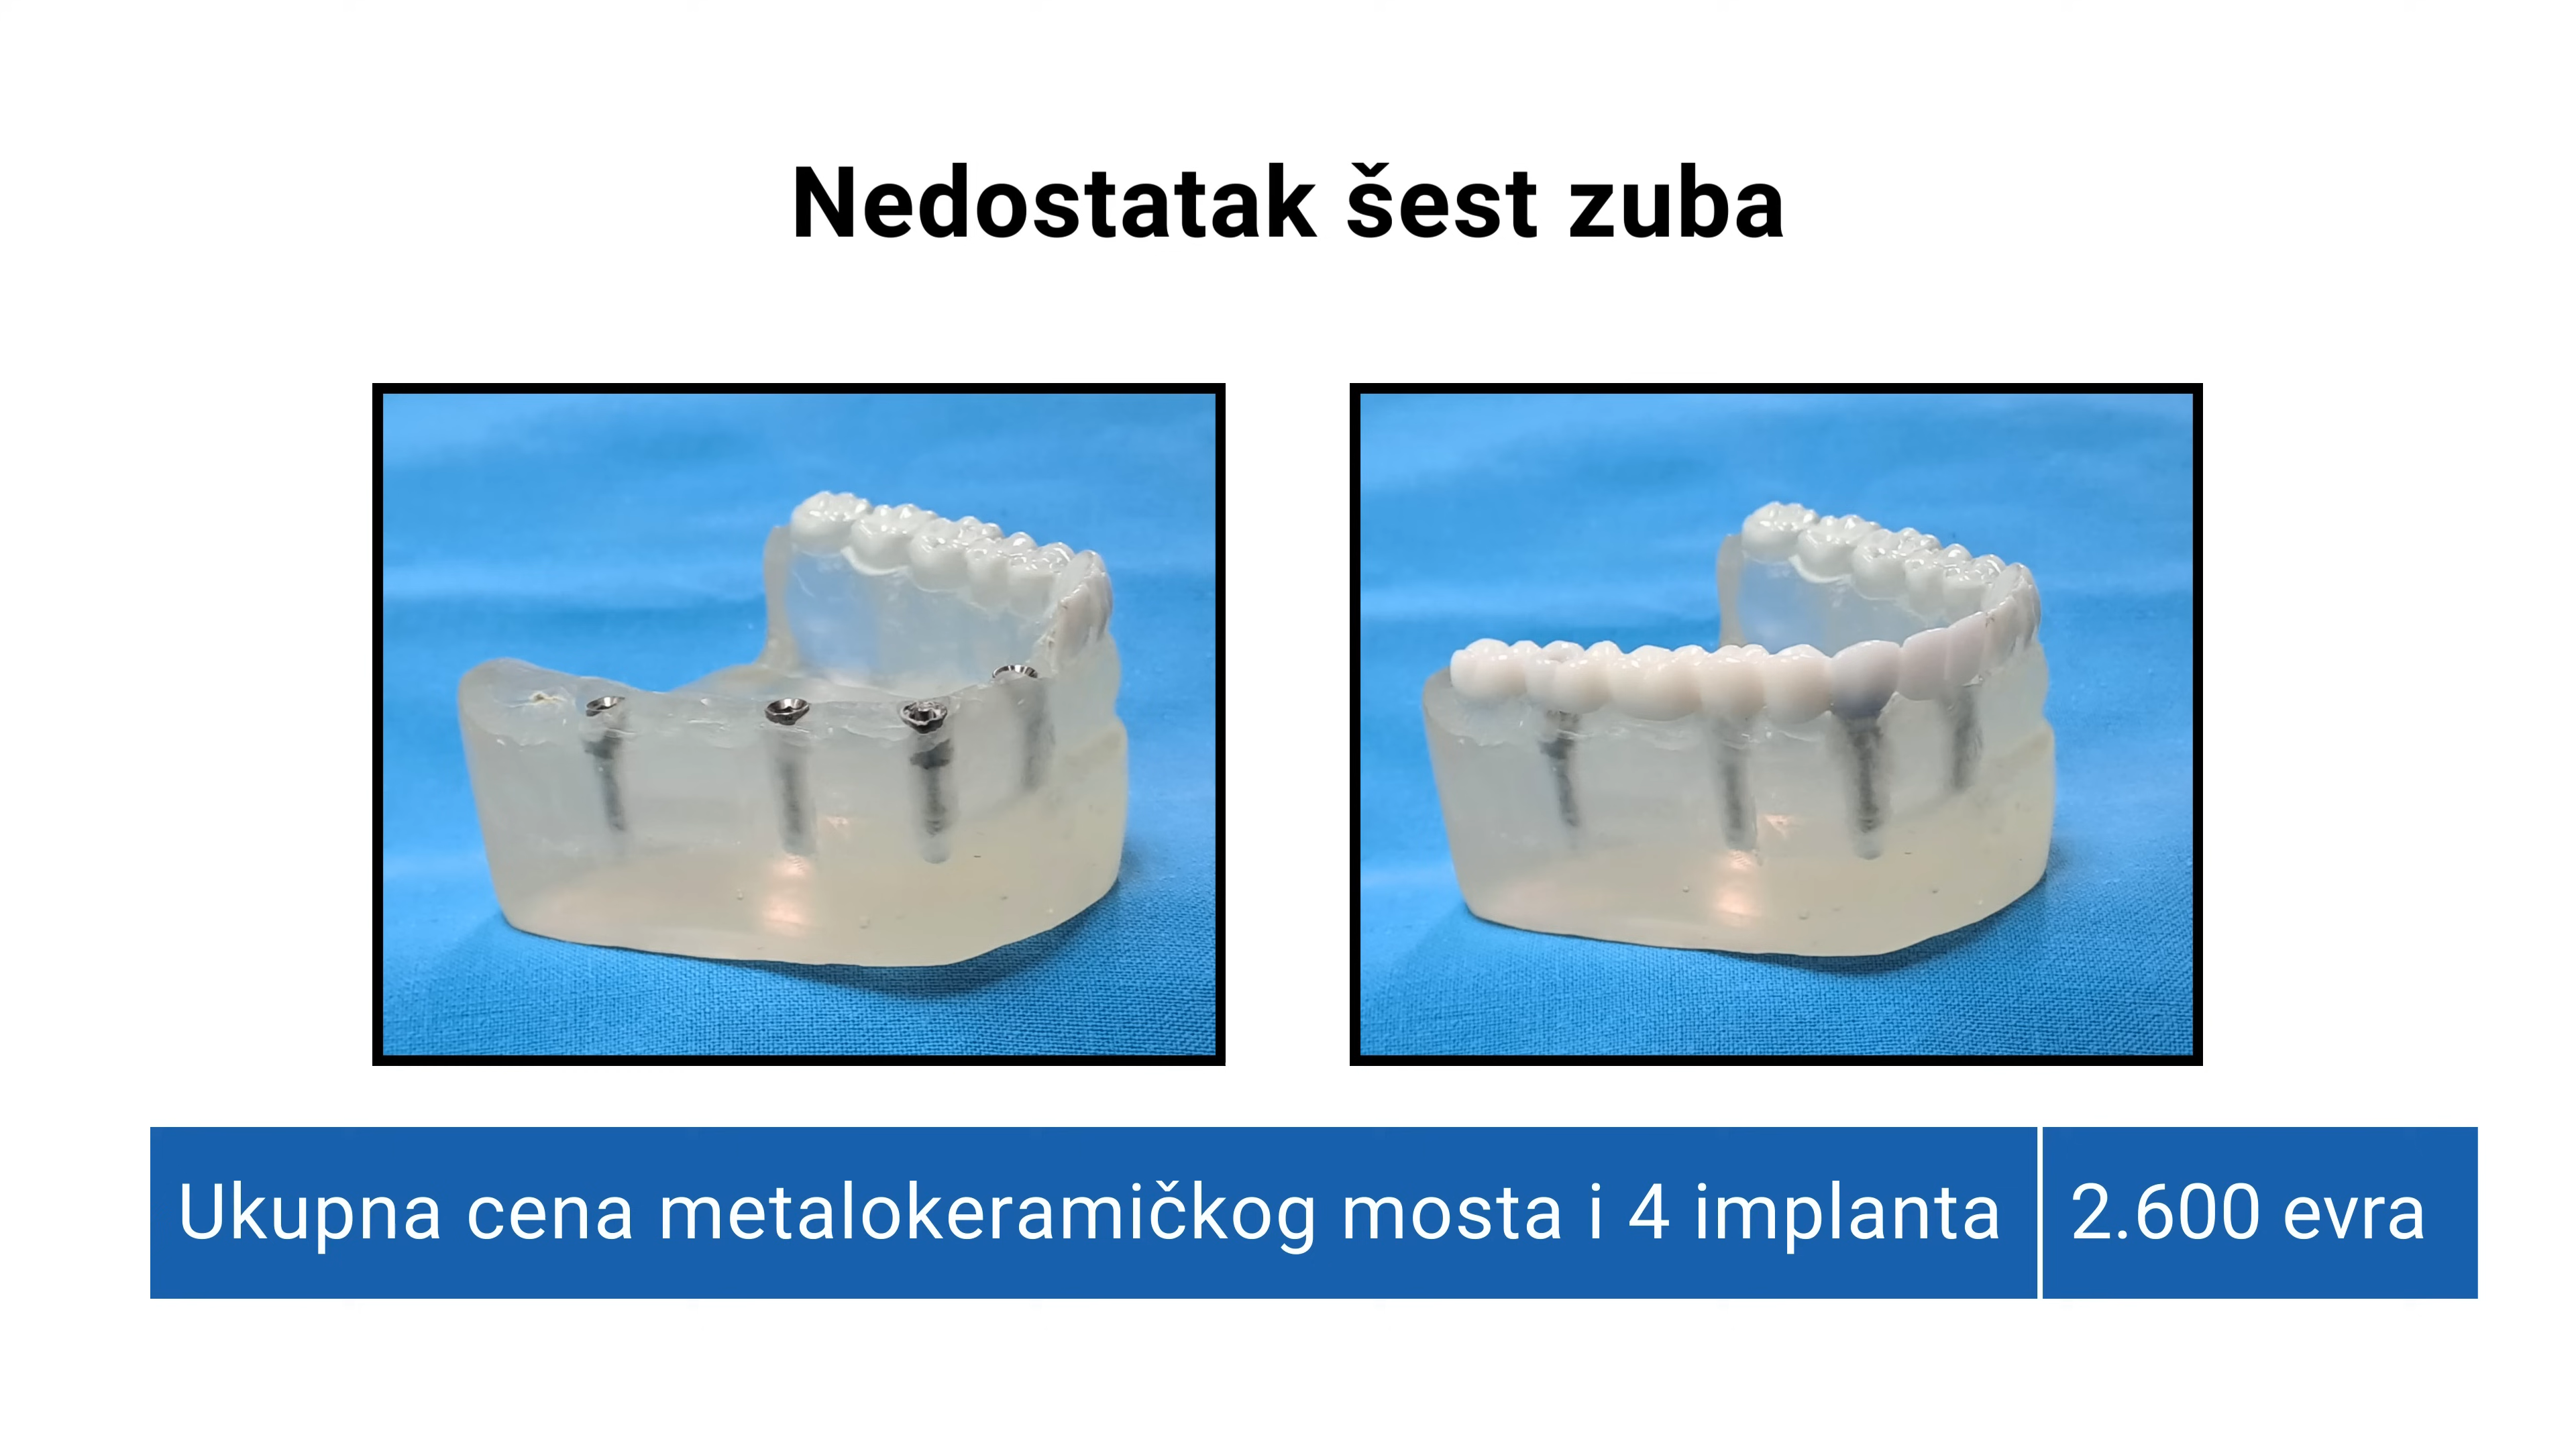 Nedostatak šest zuba
Ukupna cena metalokeramičkog mosta i 4 implanta
2.600 evra